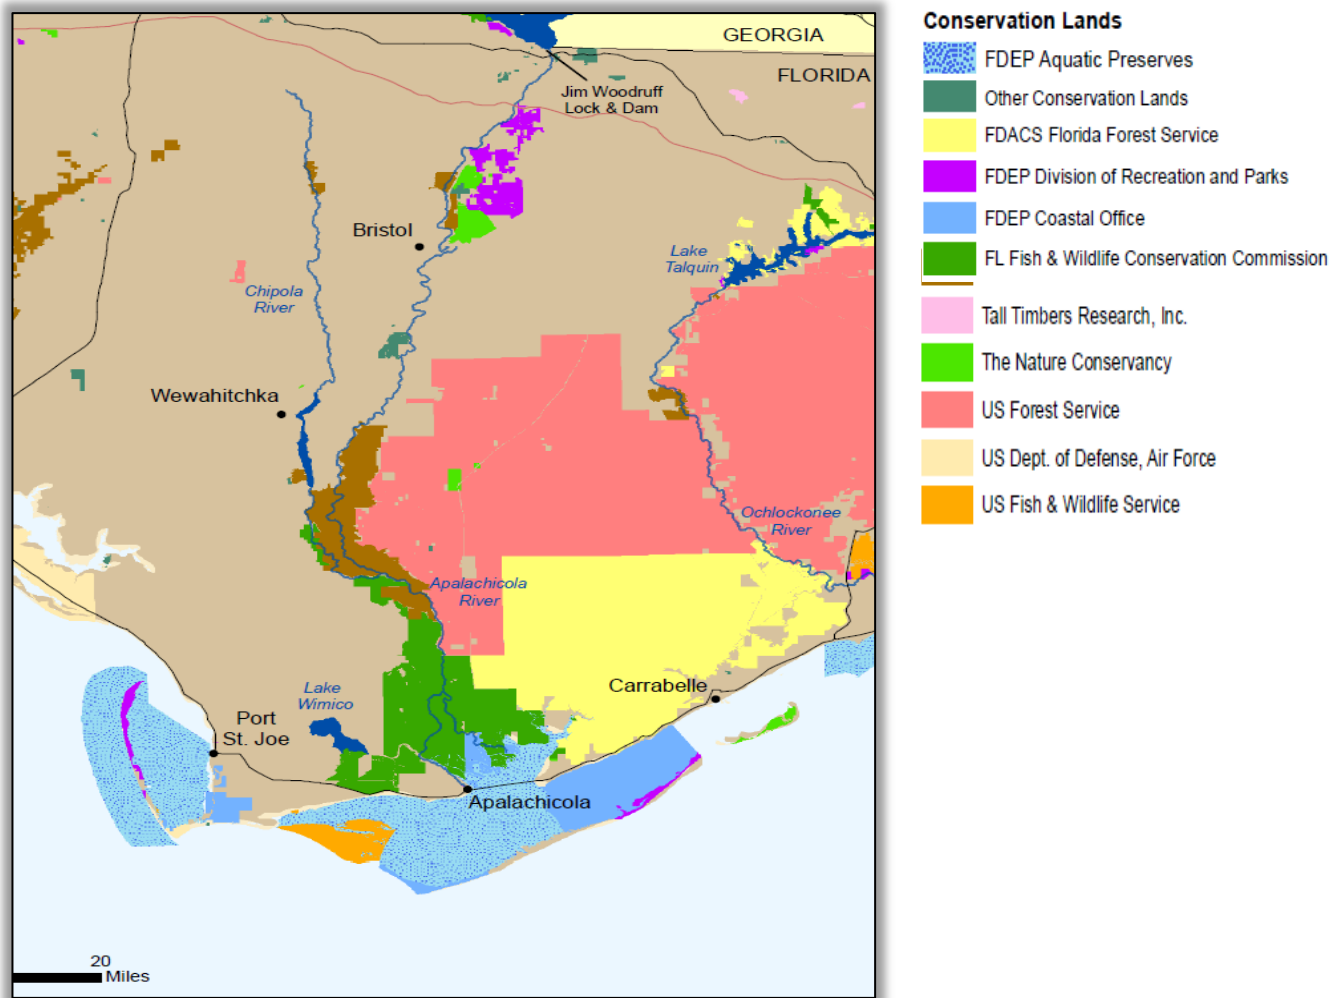 GEORGIA
FLORIDA
Jim Woodruff
Lock & Dam
Bristol
Lake
Talquin
Chipola
River
Wewahitchka
Ochlockonee
River
Apalachicola
River
Lake
Wimico
Carrabelle
Port
St. Joe
Apalachicola
20
Miles
Conservation Lands
FDEP Aquatic Preserves
Other Conservation Lands
FDACS Florida Forest Service
FDEP Division of Recreation and Parks
FDEP Coastal Office
FL Fish & Wildlife Conservation Commission
Tall Timbers Research, Inc.
The Nature Conservancy
US Forest Service
US Dept. of Defense, Air Force
US Fish & Wildlife Service